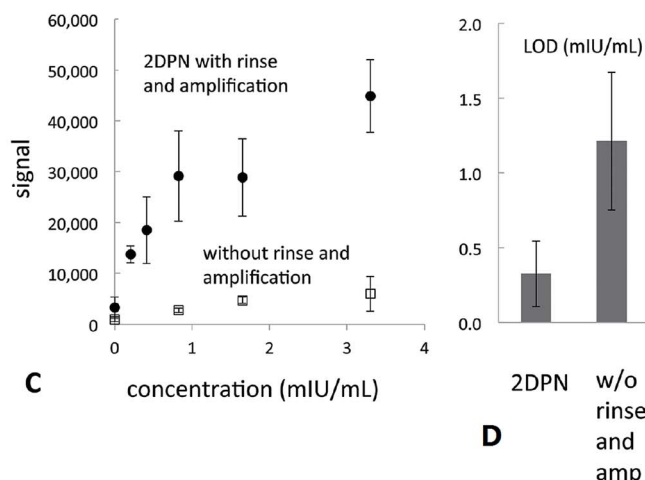 60,000
50,000
40,000
30,000
20,000
10,000
0
signal
2DPN with rinse
and amplification
without rinse and
amplification
0
1
2
3
4
concentration (mIU/mL)
C
LOD (mIU/mL)
2.0
1.5
1.0
0.5
0.0
2DPN
w/o
rinse
and
amp
D